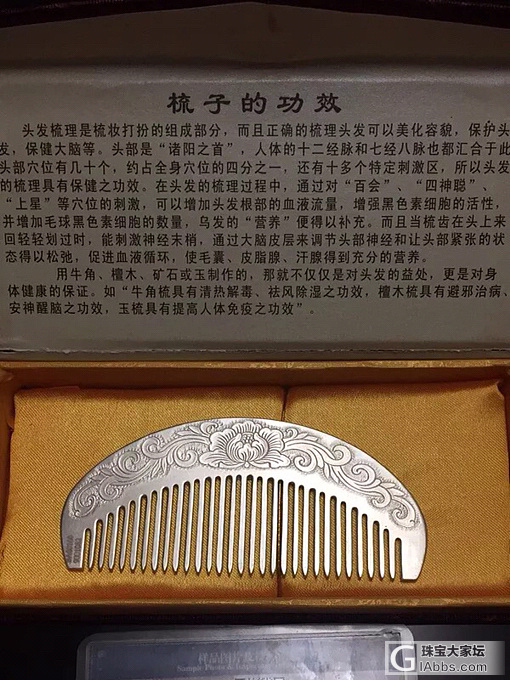 梳子的功效
头发梳理是梳妆打扮的组成部分，而且正确的梳理头发可以美化容貌，保护头
发，保健大脑等。头部是“诸阳之首”，人体的十二经脉和七经八脉也都汇合于此
头部穴位有几十个，约占全身穴位的四分之一，还有十多个特定刺激区，所以头发
的梳理具有保健之功效。在头发的梳理过程中，通过对“百会”、“四神聪”、
“上星”等穴位的刺激，可以增加头发根部的血液流量，增强黑色素细胞的活性，
并增加毛球黑色素细胞的数量，乌发的“营养”便得以补充。而且当梳齿在头上来
回轻轻划过时，能刺激神经末梢，通过大脑皮层来调节头部神经和让头部紧张的状
态得以松弛，促进血液循环，使毛囊、皮脂腺、汗腺得到充分的营养。
用牛角、檀木、矿石或玉制作的，那就不仅仅是对头发的益处，更是对身
体健康的保证。如“牛角梳具有清热解毒、祛风除湿之功效，檀木梳具有避邪治病、
安神醒脑之功效，玉梳具有提高人体免疫之功效”。
珠宝大家坛
GIAbbs.com